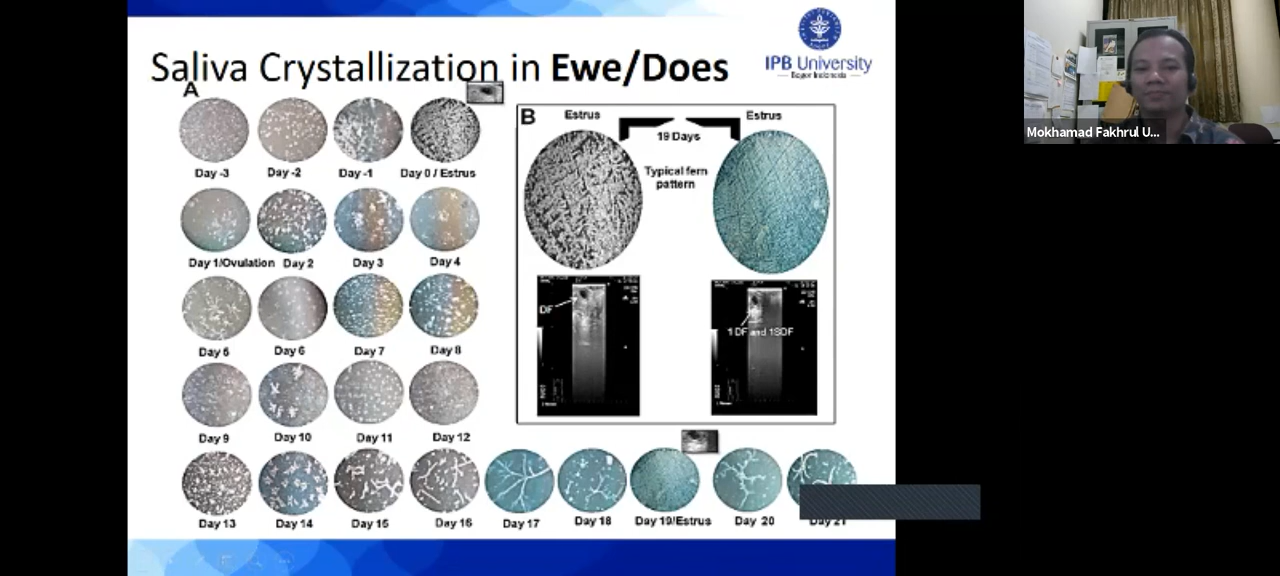 Saliva Crystallization in Ewe/Does
IPB University
Bogor Indonesia
Mokhamad Fakhrul U...
A
Day -3
Day -2
Day -1
Day 0 / Estrus
Day 1/Ovulation
Day 2
Day 3
Day 4
Day 5
Day 6
Day 7
Day 8
Day 9
Day 10
Day 11
Day 12
Day 13
Day 14
Day 15
Day 16
Day 17
Day 18
Day 19/Estrus
Day 20
Day 21
B
Estrus
Estrus
19 Days
Typical fern
pattern
DF
1 DF and 1SDF